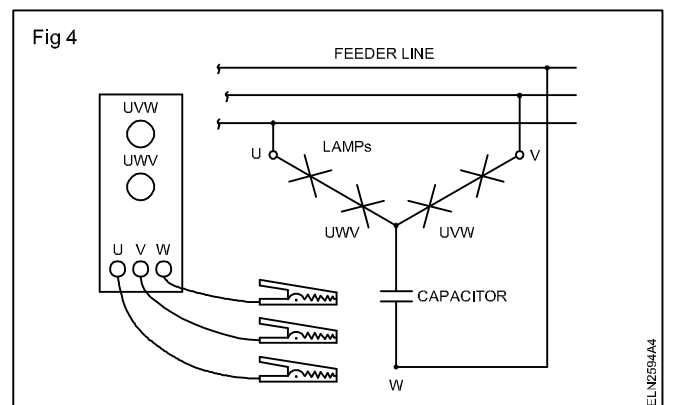 Fig 4
FEEDER LINE
UVW
UWV
U V W
U
LAMPs
V
UWV
UVW
CAPACITOR
W
ELN2594A4